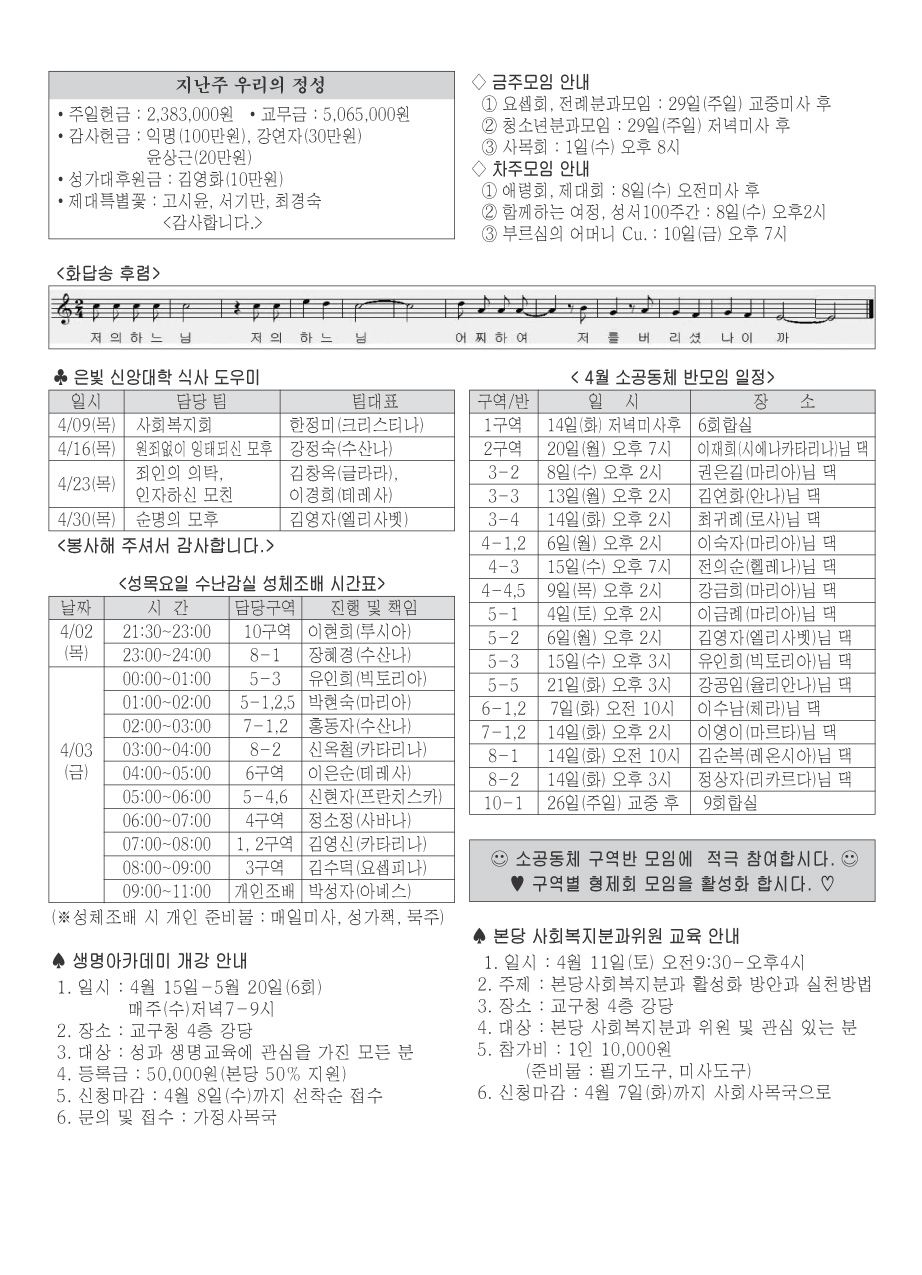 지난주 우리의 정성
• 주일헌금 : 2,383,000원 • 교무금 : 5,065,000원
• 감사헌금 : 익명(100만원), 강연자(30만원)
윤상근(20만원)
• 성가대후원금 : 김영화(10만원)
• 제대특별꽃 : 고시윤, 서기만, 최경숙
<감사합니다.>
◇ 금주모임 안내
① 요셉회, 전례분과모임 : 29일(주일) 교중미사 후
② 청소년분과모임 : 29일(주일) 저녁미사 후
③ 사목회 : 1일(수) 오후 8시
◇ 차주모임 안내
① 애령회, 제대회 : 8일(수) 오전미사 후
② 함께하는 여정, 성서100주간 : 8일(수) 오후2시
③ 부르심의 어머니 Cu. : 10일(금) 오후 7시
<화답송 후렴>
저 의 하 느 님 저 의 하 느 님 어 찌 하 여 저 를 버 리 셨 나 이 까
♣ 은빛 신앙대학 식사 도우미
일시 담당 팀 팀대표
4/09(목) 사회복지회 한정미(크리스티나)
4/16(목) 원죄없이 잉태되신 모후 강정숙(수산나)
4/23(목) 죄인의 의탁, 김창옥(글라라),
인자하신 모친 이경희(데레사)
4/30(목) 순명의 모후 김영자(엘리사벳)
<봉사해 주셔서 감사합니다.>
<성목요일 수난감실 성체조배 시간표>
날짜 시 간 담당구역 진행 및 책임
4/02 (목) 21:30~23:00 10구역 이현희(루시아)
23:00~24:00 8-1 장혜경(수산나)
4/03 (금) 00:00~01:00 5-3 유인희(빅토리아)
01:00~02:00 5-1,2,5 박현숙(마리아)
02:00~03:00 7-1,2 홍동자(수산나)
03:00~04:00 8-2 신옥철(카타리나)
04:00~05:00 6구역 이은순(데레사)
05:00~06:00 5-4,6 신현자(프란치스카)
06:00~07:00 4구역 정소정(사바나)
07:00~08:00 1, 2구역 김영신(카타리나)
08:00~09:00 3구역 김수덕(요셉피나)
09:00~11:00 개인조배 박성자(아녜스)
(※성체조배 시 개인 준비물 : 매일미사, 성가책, 묵주)
♠ 생명아카데미 개강 안내
1. 일시 : 4월 15일-5월 20일(6회)
매주(수)저녁7-9시
2. 장소 : 교구청 4층 강당
3. 대상 : 성과 생명교육에 관심을 가진 모든 분
4. 등록금 : 50,000원(본당 50% 지원)
5. 신청마감 : 4월 8일(수)까지 선착순 접수
6. 문의 및 접수 : 가정사목국
< 4월 소공동체 반모임 일정>
구역/반 일 시 장 소
1구역 14일(화) 저녁미사후 6회합실
2구역 20일(월) 오후 7시 이재희(시에나카타리나)님 댁
3-2 8일(수) 오후 2시 권은길(마리아)님 댁
3-3 13일(월) 오후 2시 김연화(안나)님 댁
3-4 14일(화) 오후 2시 최귀례(로사)님 댁
4-1,2 6일(월) 오후 2시 이숙자(마리아)님 댁
4-3 15일(수) 오후 7시 전의순(헬레나)님 댁
4-4,5 9일(목) 오후 2시 강금희(마리아)님 댁
5-1 4일(토) 오후 2시 이금례(마리아)님 댁
5-2 6일(월) 오후 2시 김영자(엘리사벳)님 댁
5-3 15일(수) 오후 3시 유인희(빅토리아)님 댁
5-5 21일(화) 오후 3시 강공임(율리안나)님 댁
6-1,2 7일(화) 오전 10시 이수남(체라)님 댁
7-1,2 14일(화) 오후 2시 이영이(마르타)님 댁
8-1 14일(화) 오전 10시 김순복(레온시아)님 댁
8-2 14일(화) 오후 3시 정상자(리카르다)님 댁
10-1 26일(주일) 교중 후 9회합실
☺ 소공동체 구역반 모임에 적극 참여합시다. ☺
♥ 구역별 형제회 모임을 활성화 합시다. ♡
♠ 본당 사회복지분과위원 교육 안내
1. 일시 : 4월 11일(토) 오전9:30-오후4시
2. 주제 : 본당사회복지분과 활성화 방안과 실천방법
3. 장소 : 교구청 4층 강당
4. 대상 : 본당 사회복지분과 위원 및 관심 있는 분
5. 참가비 : 1인 10,000원
(준비물 : 필기도구, 미사도구)
6. 신청마감 : 4월 7일(화)까지 사회사목국으로